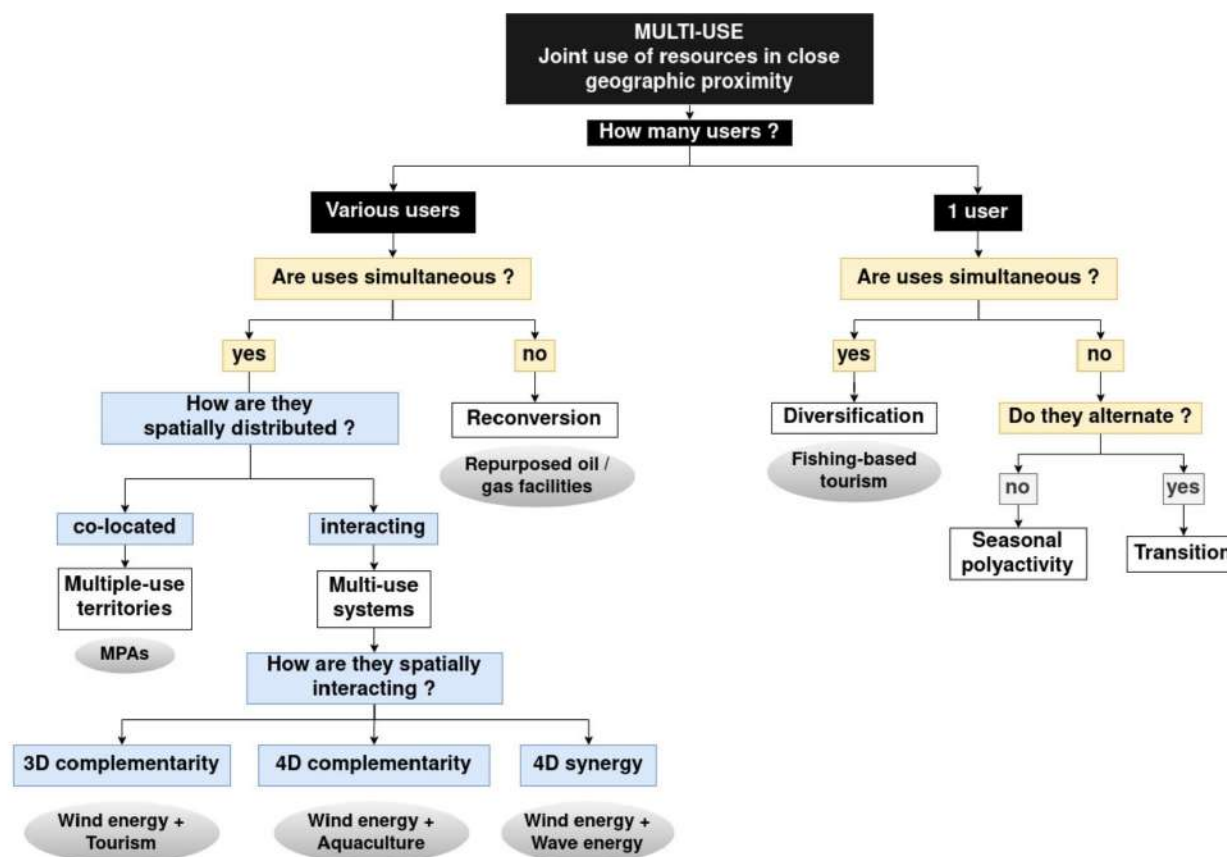 MULTI-USE
Joint use of resources in close
geographic proximity
How many users ?
Various users
1 user
Are uses simultaneous ?
Are uses simultaneous ?
yes
no
yes
no
How are they
spatially distributed ?
Reconversion
Diversification
Do they alternate ?
Repurposed oil /
gas facilities
Fishing-based
tourism
no
yes
co-located
interacting
Seasonal
polyactivity
Transition
Multiple-use
territories
Multi-use
systems
MPAs
How are they spatially
interacting ?
3D complementarity
4D complementarity
4D synergy
Wind energy +
Tourism
Wind energy +
Aquaculture
Wind energy +
Wave energy